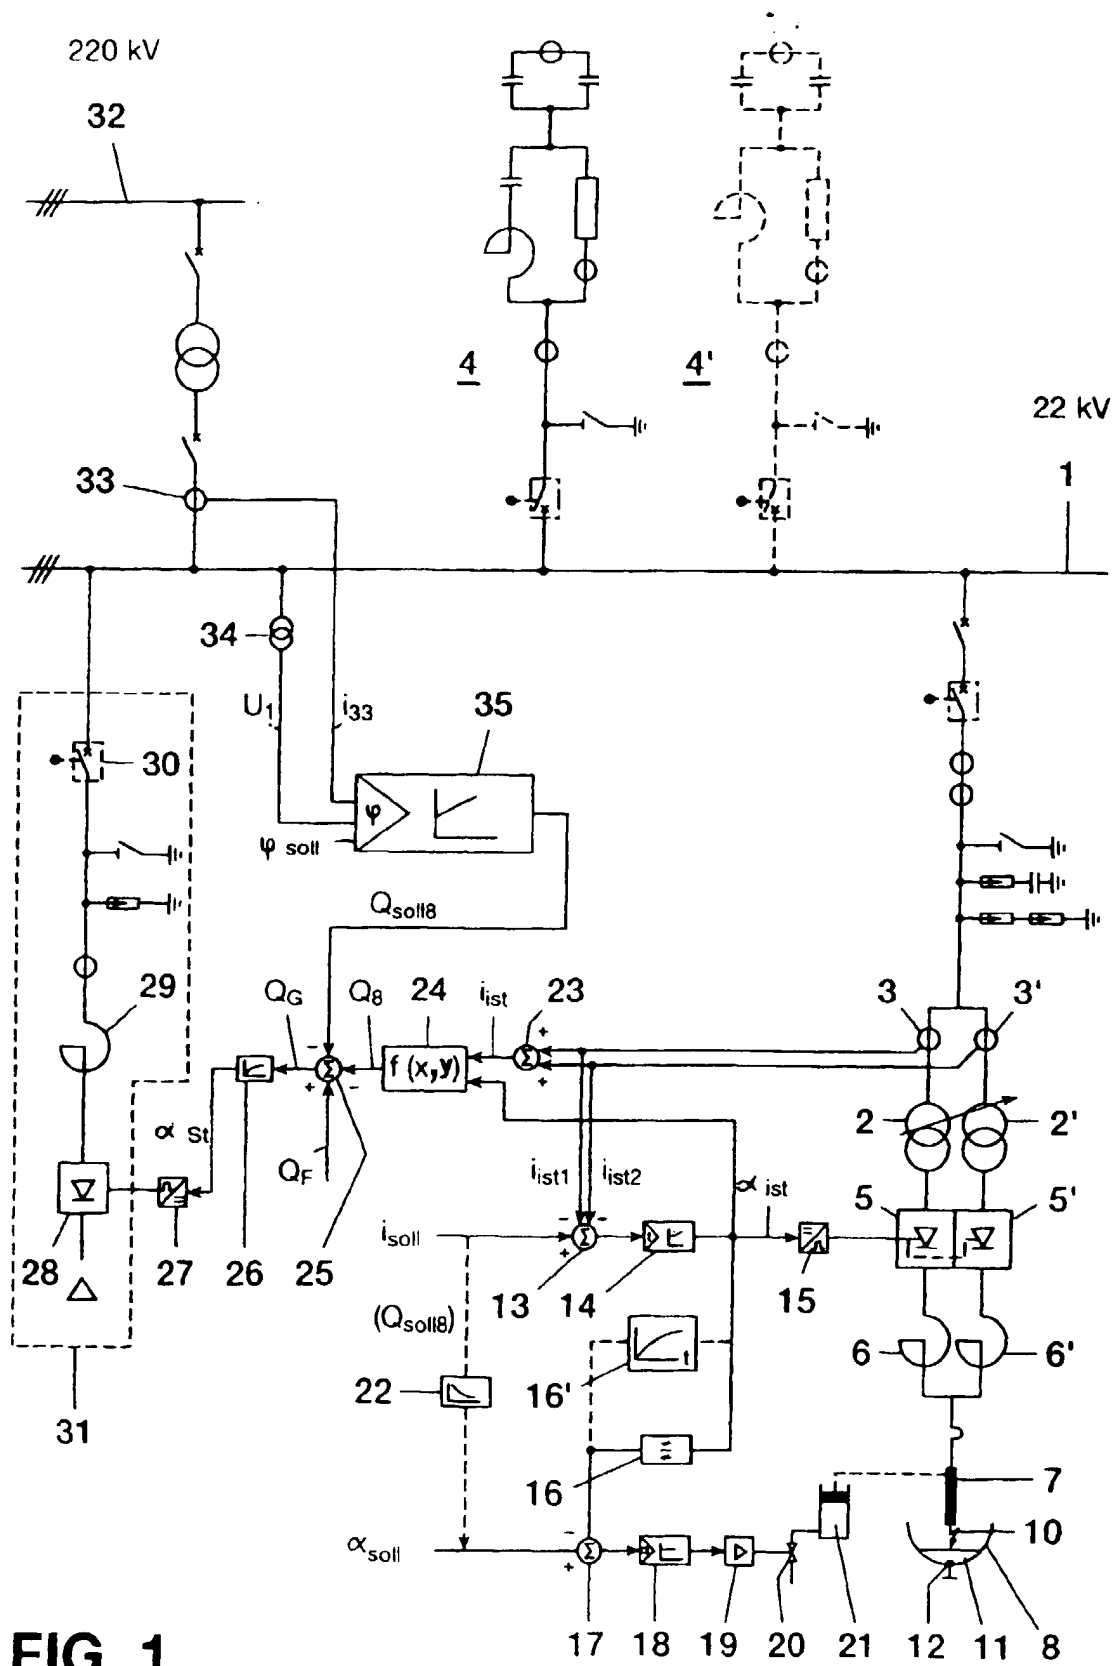 220 kV
32
4
4'
22 kV
33
1
34
U1
i33
35
30
φ
φ soll
Qsoll8
29
QG
Q8
24
iist
23
3
3'
+
-
Σ
f (x,y)
+
+
-
Σ
+
2
2'
α St
QF
iist1
iist2
αist
5
5'
isoll
-
-
Σ
+
28
27
26
25
13
14
15
(Qsoll8)
t
6
6'
22
16'
31
16
7
10
αsoll
-
Σ
+
17
18
19
20
21
12
11
8
FIG. 1